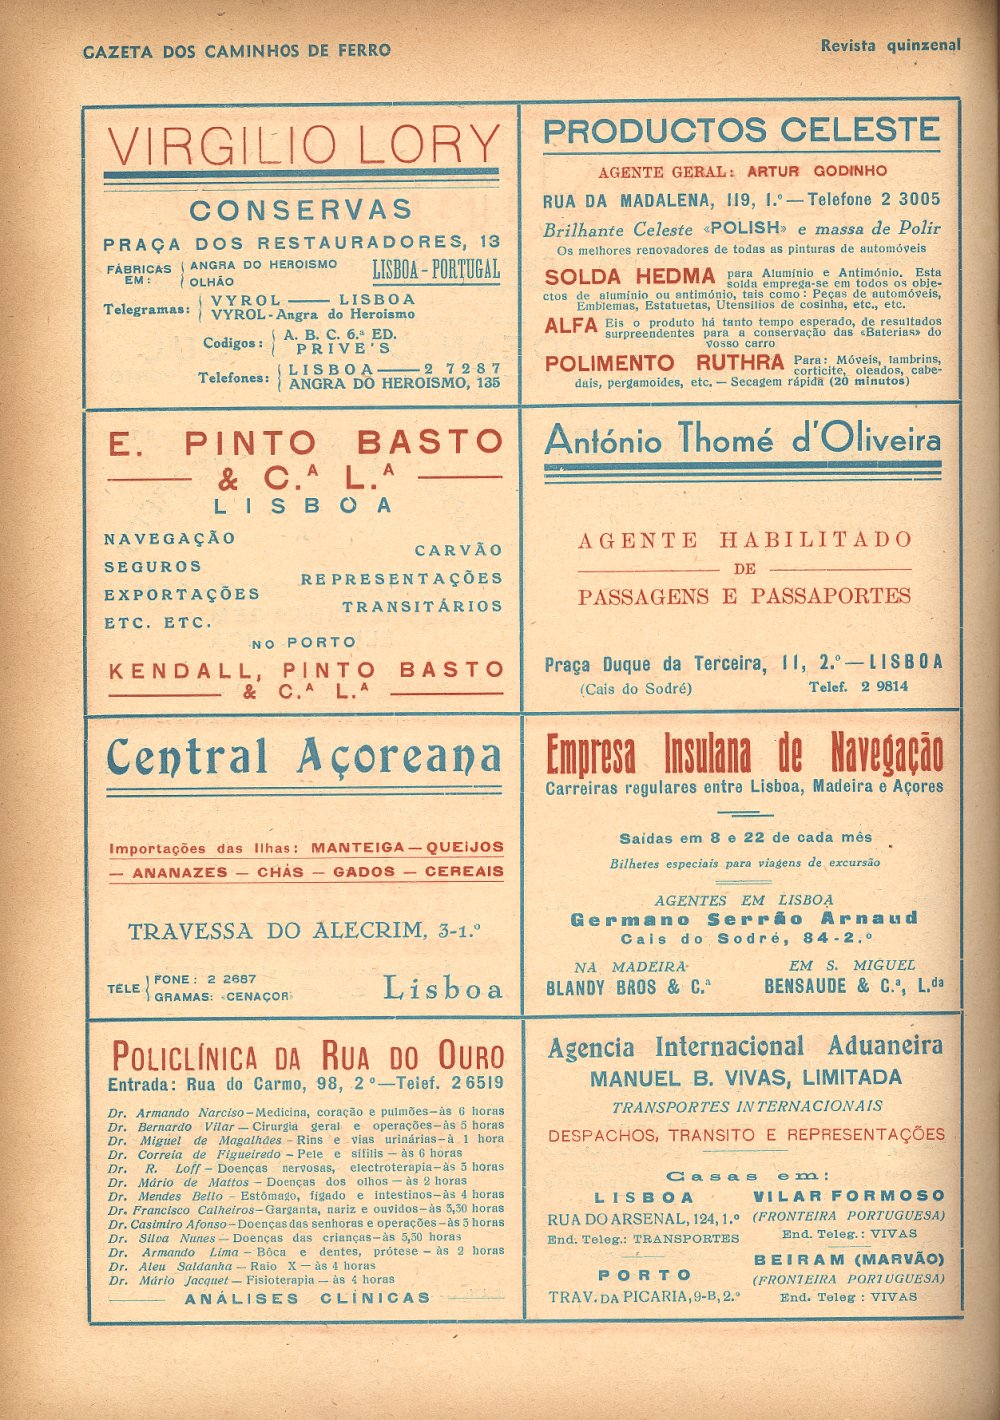 GAZETA DOS CAMINHOS DE FERRO
Revista quinzenal
VIRGILIO LORY
CONSERVAS
PRAÇA DOS RESTAURADORES, 13
FÁBRICAS EM: { ANGRA DO HEROISMO
OLHÃO
LISBOA - PORTUGAL
Telegramas: { VYROL — LISBOA
VYROL - Angra do Heroismo
Codigos: { A. B. C. 6.ª ED.
PRIVE'S
Telefones: { LISBOA — 2 7287
ANGRA DO HEROISMO, 135
PRODUCTOS CELESTE
AGENTE GERAL: ARTUR GODINHO
RUA DA MADALENA, 119, 1.º — Telefone 2 3005
Brilhante Celeste «POLISH» e massa de Polir
Os melhores renovadores de todas as pinturas de automóveis
SOLDA HEDMA para Alumínio e Antimónio. Esta
solda emprega-se em todos os obje-
ctos de alumínio ou antimónio, tais como: Peças de automóveis,
Emblemas, Estatuetas, Utensílios de cosinha, etc., etc.
ALFA Eis o produto há tanto tempo esperado, de resultados
surpreendentes para a conservação das «Baterias» do
vosso carro
POLIMENTO RUTHRA Para: Móveis, lambrins,
corticite, oleados, cabe-
dais, pergamoides, etc. — Secagem rápida (20 minutos)
E. PINTO BASTO
& C.ª L.ª
LISBOA
NAVEGAÇÃO
SEGUROS
EXPORTAÇÕES
ETC. ETC.
CARVÃO
REPRESENTAÇÕES
TRANSITÁRIOS
NO PORTO
KENDALL, PINTO BASTO
& C.ª L.ª
António Thomé d'Oliveira
AGENTE HABILITADO
DE
PASSAGENS E PASSAPORTES
Praça Duque da Terceira, 11, 2.º — LISBOA
(Cais do Sodré) Telef. 2 9814
Central Açoreana
Importações das Ilhas: MANTEIGA — QUEIJOS
— ANANAZES — CHÁS — GADOS — CEREAIS
TRAVESSA DO ALECRIM, 3-1.º
TÉLE { FONE: 2 2687
GRAMAS: «CENAÇOR»
Lisboa
Empresa Insulana de Navegação
Carreiras regulares entre Lisboa, Madeira e Açores
Saídas em 8 e 22 de cada mês
Bilhetes especiais para viagens de excursão
AGENTES EM LISBOA
Germano Serrão Arnaud
Cais do Sodré, 84-2.º
NA MADEIRA
BLANDY BROS & C.ª
EM S. MIGUEL
BENSAUDE & C.ª, L.da
POLICLÍNICA DA RUA DO OURO
Entrada: Rua do Carmo, 98, 2.º — Telef. 2 6519
Dr. Armando Narciso — Medicina, coração e pulmões — às 6 horas
Dr. Bernardo Vilar — Cirurgia geral e operações — às 5 horas
Dr. Miguel de Magalhães - Rins e vias urinárias — à 1 hora
Dr. Correia de Figueiredo - Pele e sífilis — às 6 horas
Dr. R. Loff — Doenças nervosas, electroterapia — às 5 horas
Dr. Mário de Mattos — Doenças dos olhos — às 2 horas
Dr. Mendes Bello - Estômago, fígado e intestinos — às 4 horas
Dr. Francisco Calheiros - Garganta, nariz e ouvidos — às 5,30 horas
Dr. Casimiro Afonso — Doenças das senhoras e operações — às 5 horas
Dr. Silva Nunes — Doenças das crianças — às 5,30 horas
Dr. Armando Lima — Bôca e dentes, prótese — às 2 horas
Dr. Aleu Saldanha — Raio X — às 4 horas
Dr. Mário Jacquet — Fisioterapia — às 4 horas
ANÁLISES CLÍNICAS
Agencia Internacional Aduaneira
MANUEL B. VIVAS, LIMITADA
TRANSPORTES INTERNACIONAIS
DESPACHOS, TRANSITO E REPRESENTAÇÕES
Casas em:
LISBOA
RUA DO ARSENAL, 124, 1.º
End. Teleg.: TRANSPORTES
PORTO
TRAV. DA PICARIA, 9-B, 2.º
VILAR FORMOSO
(FRONTEIRA PORTUGUESA)
End. Teleg.: VIVAS
BEIRAM (MARVÃO)
(FRONTEIRA PORTUGUESA)
End. Teleg : VIVAS